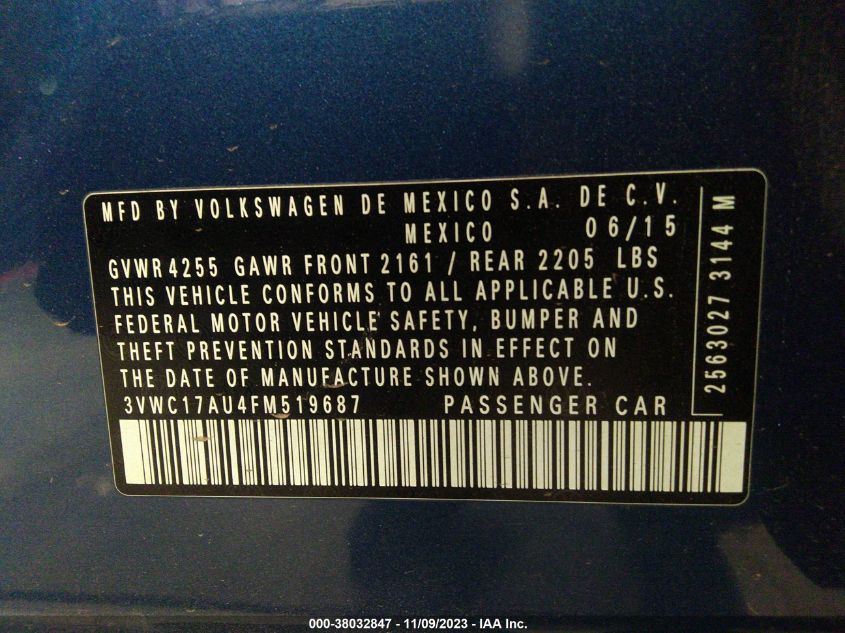 MFD BY VOLKSWAGEN DE MEXICO S.A. DE C.V.
MEXICO 06/15
GVWR 4255 GAWR FRONT 2161 / REAR 2205 LBS
THIS VEHICLE CONFORMS TO ALL APPLICABLE U.S.
FEDERAL MOTOR VEHICLE SAFETY, BUMPER AND
THEFT PREVENTION STANDARDS IN EFFECT ON
THE DATE OF MANUFACTURE SHOWN ABOVE.
3VWC17AU4FM519687 PASSENGER CAR
2563027 3144 M
000-38032847 - 11/09/2023 - IAA Inc.